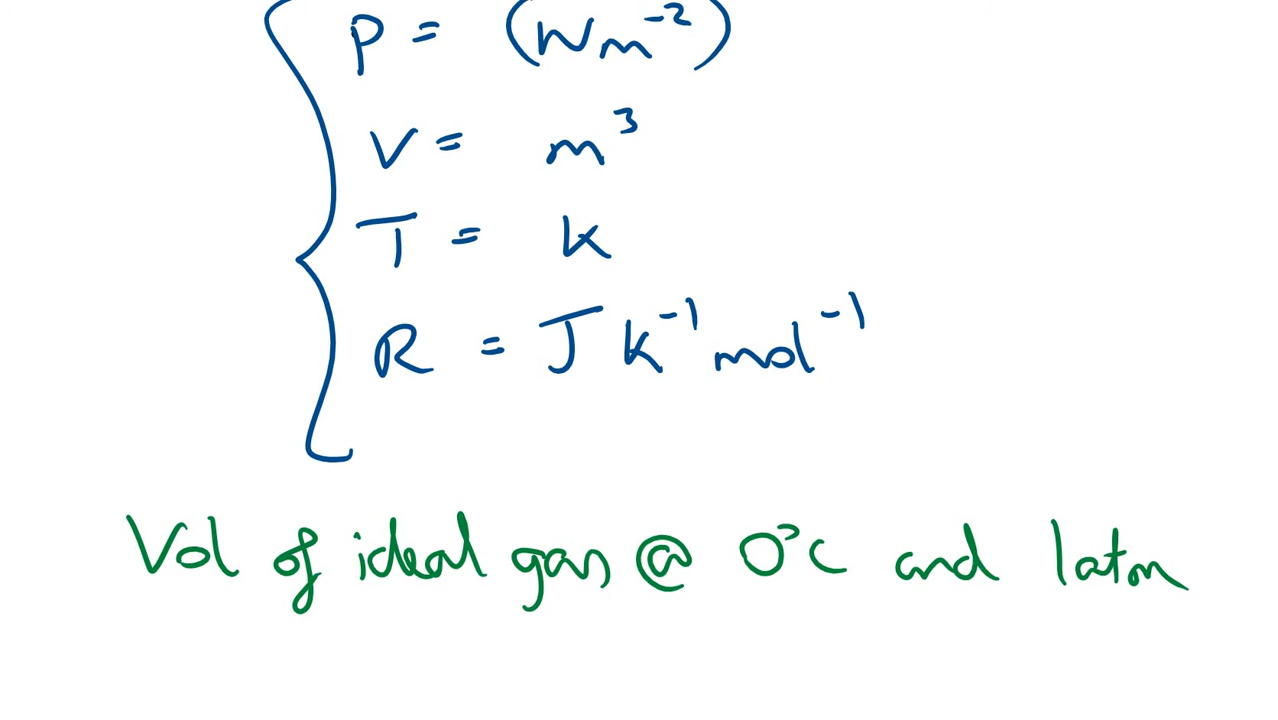 P = (Nm⁻²)
V = m³
T = K
R = J K⁻¹ mol⁻¹
Vol of ideal gas @ 0°C and 1atm